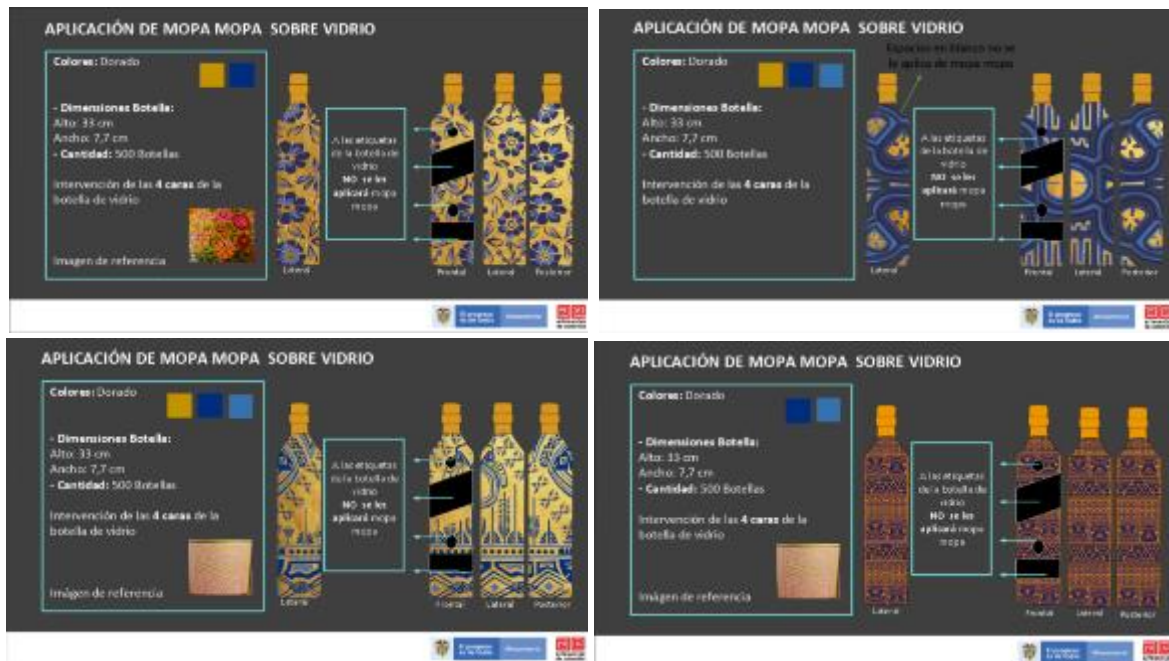 APLICACIÓN DE MOPA MOPA SOBRE VIDRIO
Colores: Dorado
- Dimensiones Botella:
Alto: 33 cm
Ancho: 7,7 cm
- Cantidad: 500 Botellas
Intervención de las 4 caras de la
botella de vidrio
Imagen de referencia
A las etiquetas
de la botella de
vidrio
NO se les
aplicará mopa
mopa
Lateral
Frontal
Lateral
Posterior
APLICACIÓN DE MOPA MOPA SOBRE VIDRIO
Espacios en blanco no se
le aplica de mopa mopa
Colores: Dorado
- Dimensiones Botella:
Alto: 33 cm
Ancho: 7,7 cm
- Cantidad: 500 Botellas
Intervención de las 4 caras de la
botella de vidrio
A las etiquetas
de la botella de
vidrio
NO se les
aplicará mopa
mopa
Lateral
Frontal
Lateral
Posterior
APLICACIÓN DE MOPA MOPA SOBRE VIDRIO
Colores: Dorado
- Dimensiones Botella:
Alto: 33 cm
Ancho: 7,7 cm
- Cantidad: 500 Botellas
Intervención de las 4 caras de la
botella de vidrio
Imágen de referencia
A las etiquetas
de la botella de
vidrio
NO se les
aplicará mopa
mopa
Lateral
Frontal
Lateral
Posterior
APLICACIÓN DE MOPA MOPA SOBRE VIDRIO
Colores: Dorado
- Dimensiones Botella:
Alto: 33 cm
Ancho: 7,7 cm
- Cantidad: 500 Botellas
Intervención de las 4 caras de la
botella de vidrio
Imágen de referencia
A las etiquetas
de la botella de
vidrio
NO se les
aplicará mopa
mopa
Lateral
Frontal
Lateral
Posterior